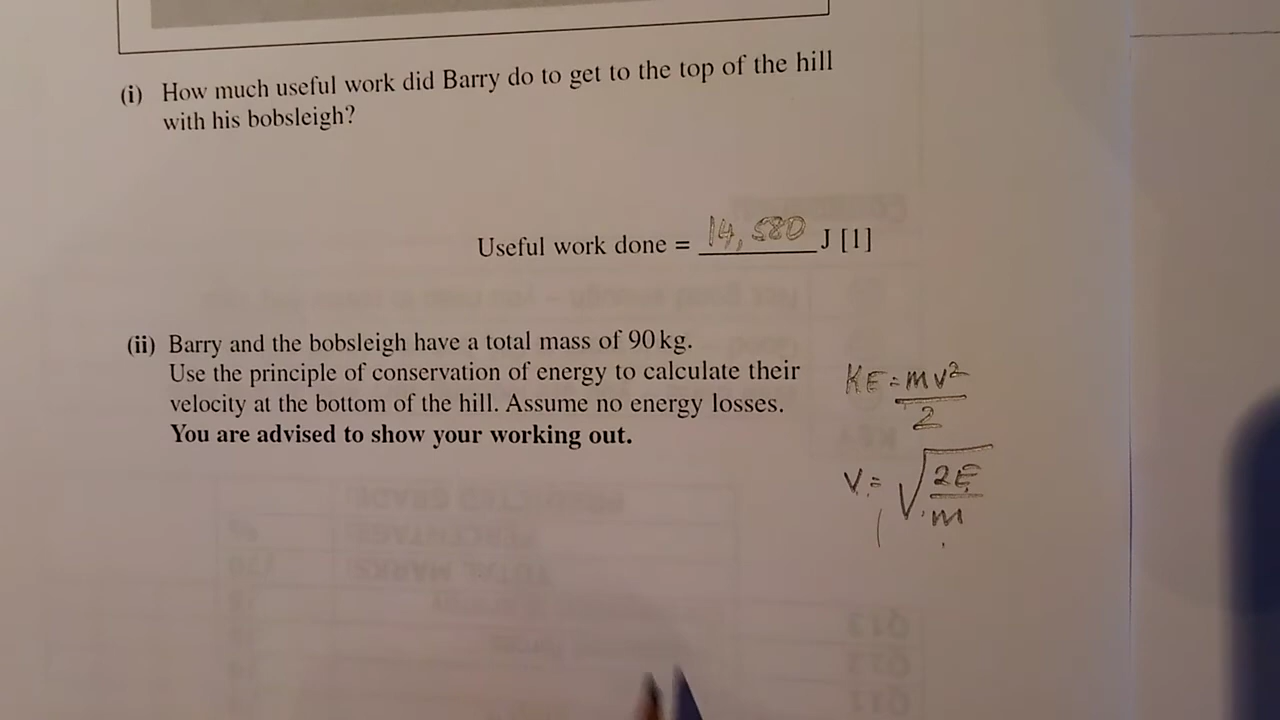 (i) How much useful work did Barry do to get to the top of the hill
with his bobsleigh?
Useful work done = 14,580 J [1]
(ii) Barry and the bobsleigh have a total mass of 90 kg.
Use the principle of conservation of energy to calculate their
velocity at the bottom of the hill. Assume no energy losses.
You are advised to show your working out.
KE = mv²
2
V = √2E
m